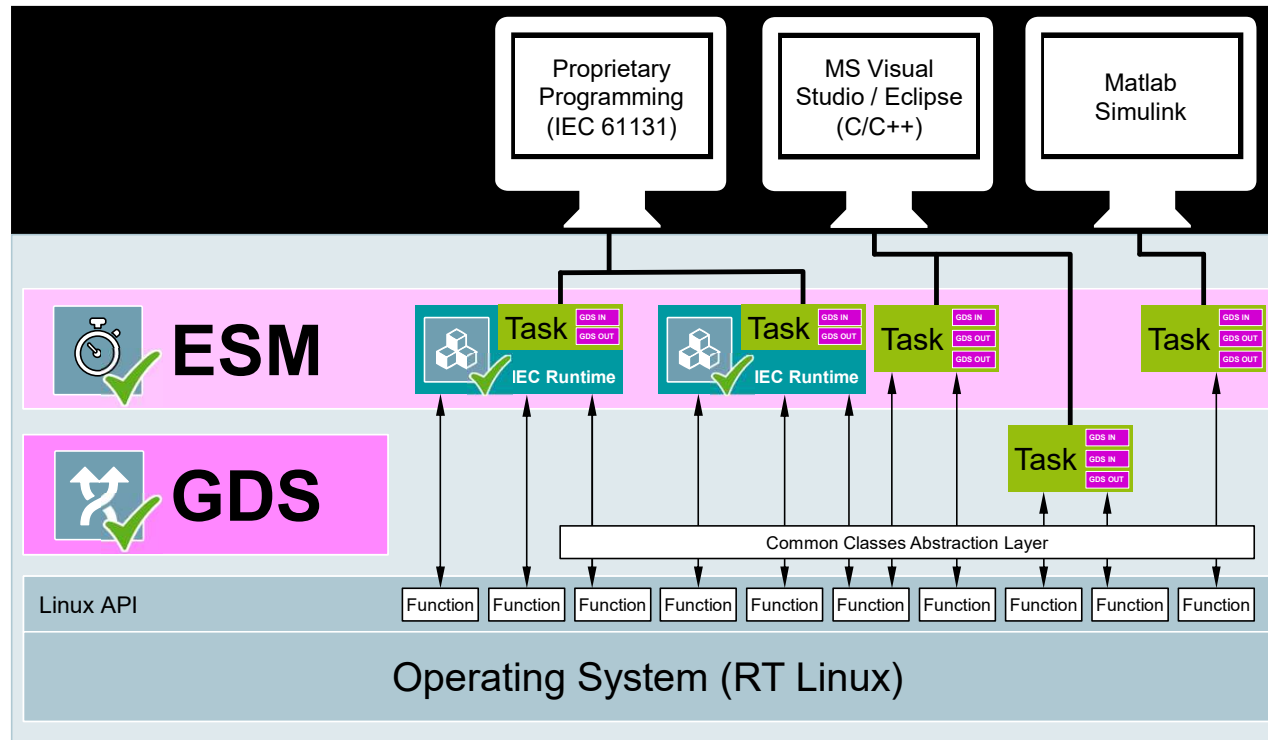 Proprietary
Programming
(IEC 61131)
MS Visual
Studio / Eclipse
(C/C++)
Matlab
Simulink
ESM
Task
GDS IN
GDS OUT
IEC Runtime
Task
GDS IN
GDS OUT
IEC Runtime
Task
GDS IN
GDS OUT
GDS OUT
Task
GDS IN
GDS OUT
GDS OUT
GDS
Task
GDS IN
GDS IN
GDS OUT
Common Classes Abstraction Layer
Linux API
Function Function Function Function Function Function Function Function Function Function
Operating System (RT Linux)